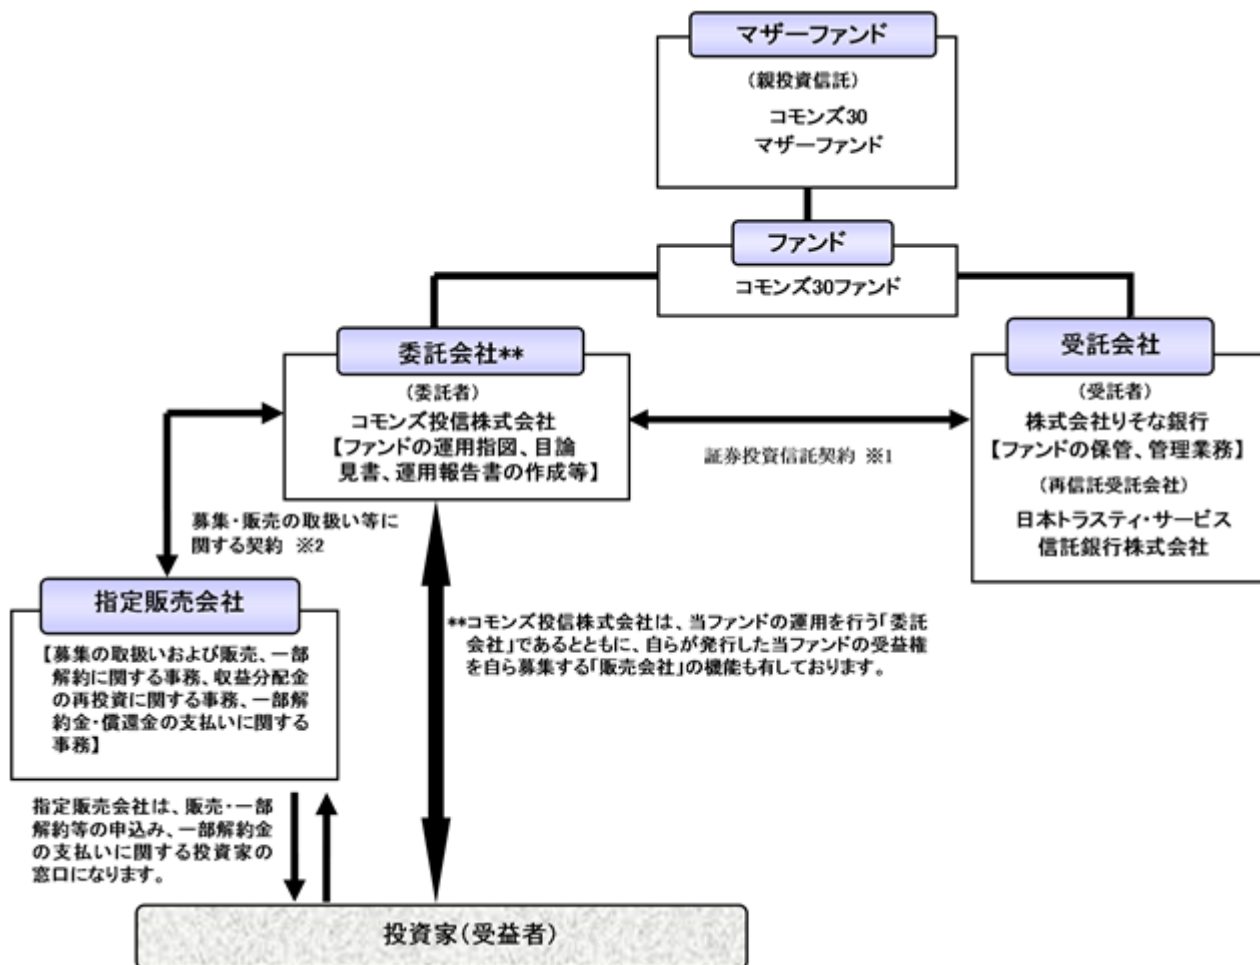 マザーファンド
(親投資信託)
コモンズ30
マザーファンド
ファンド
コモンズ30ファンド
委託会社**
(委託者)
コモンズ投信株式会社
【ファンドの運用指図、目論
見書、運用報告書の作成等】
受託会社
(受託者)
株式会社りそな銀行
【ファンドの保管、管理業務】
(再信託受託会社)
日本トラスティ・サービス
信託銀行株式会社
証券投資信託契約 ※1
募集・販売の取扱い等に
関する契約 ※2
指定販売会社
【募集の取扱いおよび販売、一部
解約に関する事務、収益分配金
の再投資に関する事務、一部解
約金・償還金の支払いに関する
事務】
**コモンズ投信株式会社は、当ファンドの運用を行う「委託
会社」であるとともに、自らが発行した当ファンドの受益権
を自ら募集する「販売会社」の機能も有しております。
指定販売会社は、販売・一部
解約等の申込み、一部解約金
の支払いに関する投資家の
窓口になります。
投資家(受益者)